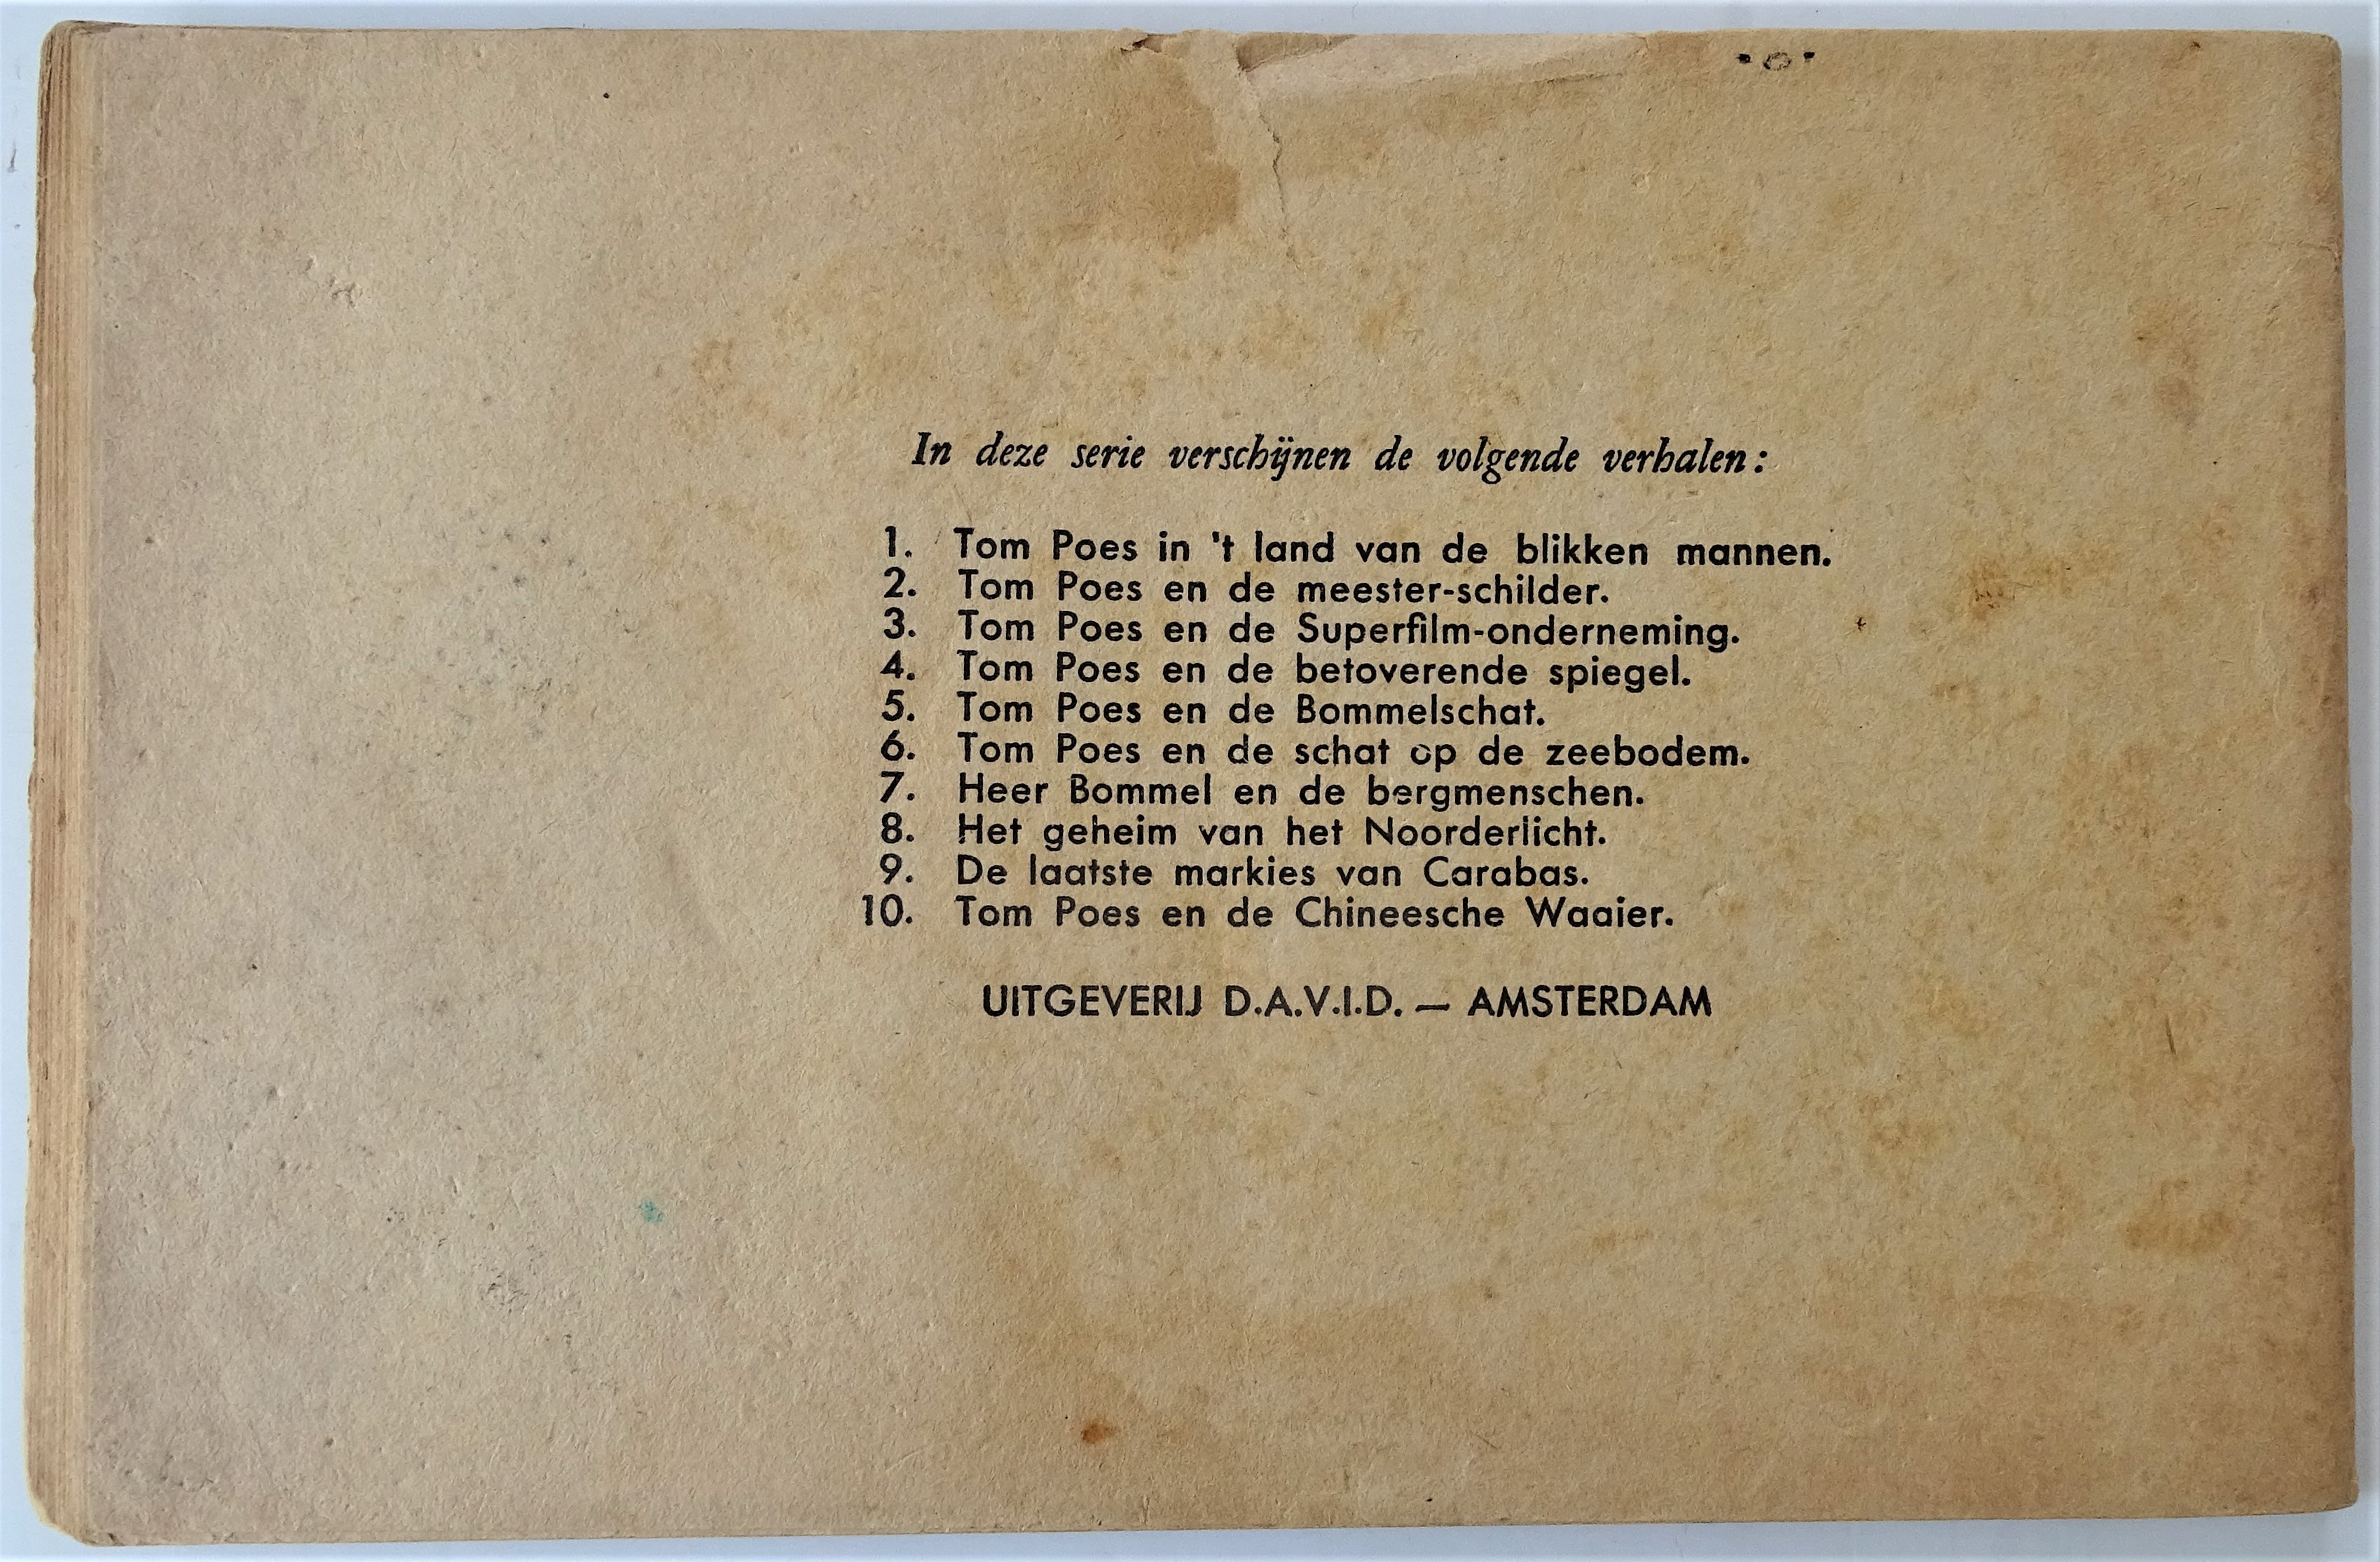 In deze serie verschijnen de volgende verhalen:
1. Tom Poes in 't land van de blikken mannen.
2. Tom Poes en de meester-schilder.
3. Tom Poes en de Superfilm-onderneming.
4. Tom Poes en de betoverende spiegel.
5. Tom Poes en de Bommelschat.
6. Tom Poes en de schat op de zeebodem.
7. Heer Bommel en de bergmenschen.
8. Het geheim van het Noorderlicht.
9. De laatste markies van Carabas.
10. Tom Poes en de Chineesche Waaier.
UITGEVERIJ D.A.V.I.D. — AMSTERDAM